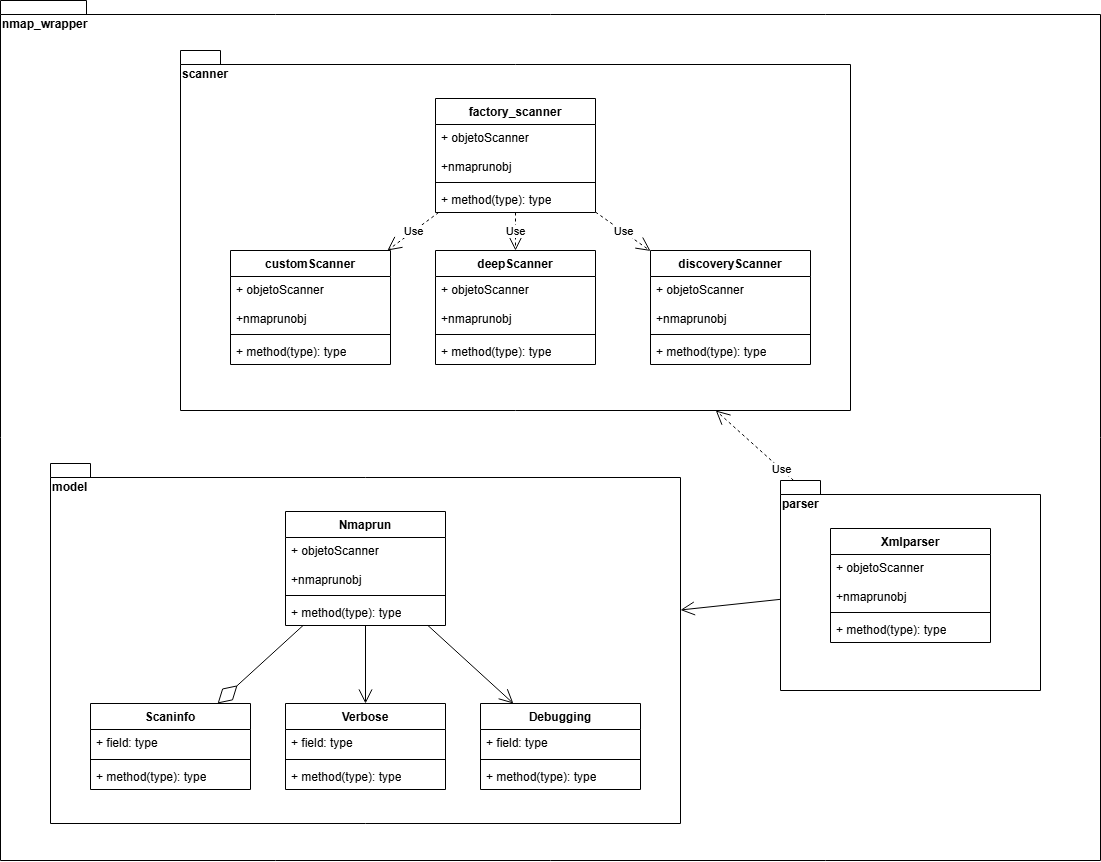 nmap_wrapper
scanner
factory_scanner
+ objetoScanner
+nmaprunobj
+ method(type): type
Use
Use
Use
customScanner
+ objetoScanner
+nmaprunobj
+ method(type): type
deepScanner
+ objetoScanner
+nmaprunobj
+ method(type): type
discoveryScanner
+ objetoScanner
+nmaprunobj
+ method(type): type
Use
model
Nmaprun
+ objetoScanner
+nmaprunobj
+ method(type): type
Scaninfo
+ field: type
+ method(type): type
Verbose
+ field: type
+ method(type): type
Debugging
+ field: type
+ method(type): type
parser
Xmlparser
+ objetoScanner
+nmaprunobj
+ method(type): type